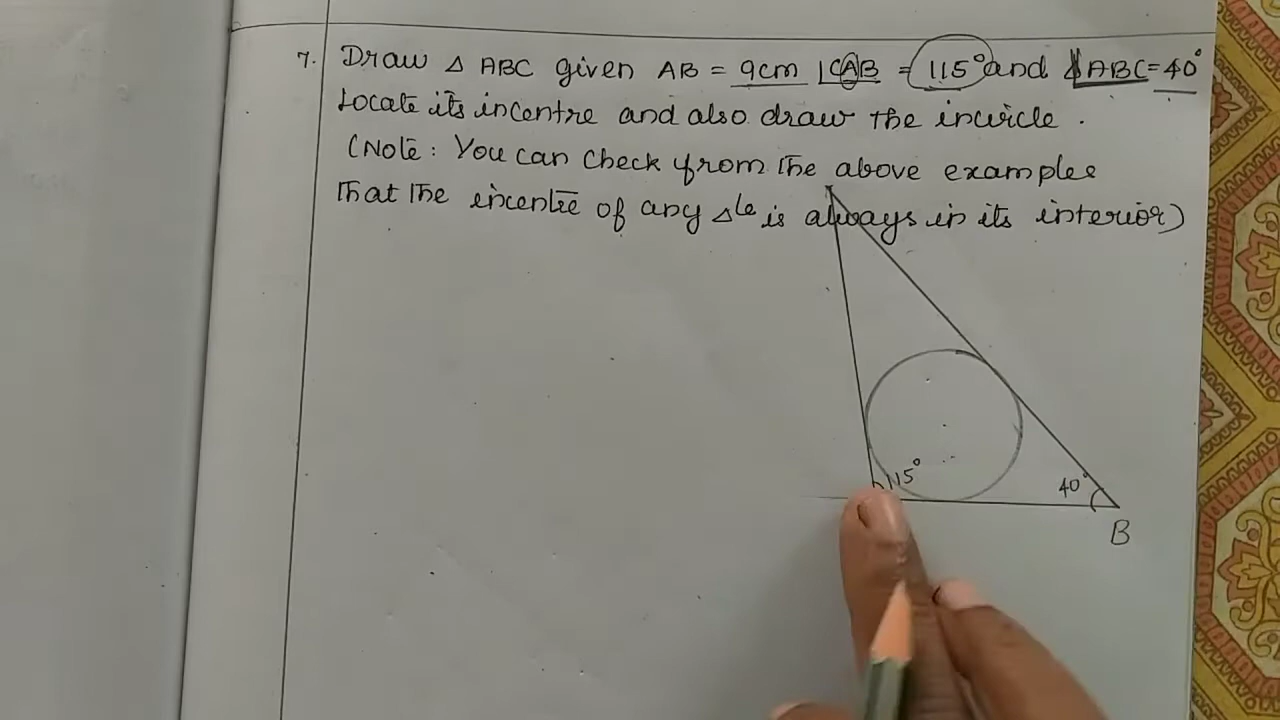 7. Draw △ ABC given AB = 9cm ∠CAB = 115° and ∠ABC = 40°
Locate its incentre and also draw the incircle.
(Note: You can check from the above examples
that the incentre of any △le is always in its interior)
115°
40°
B